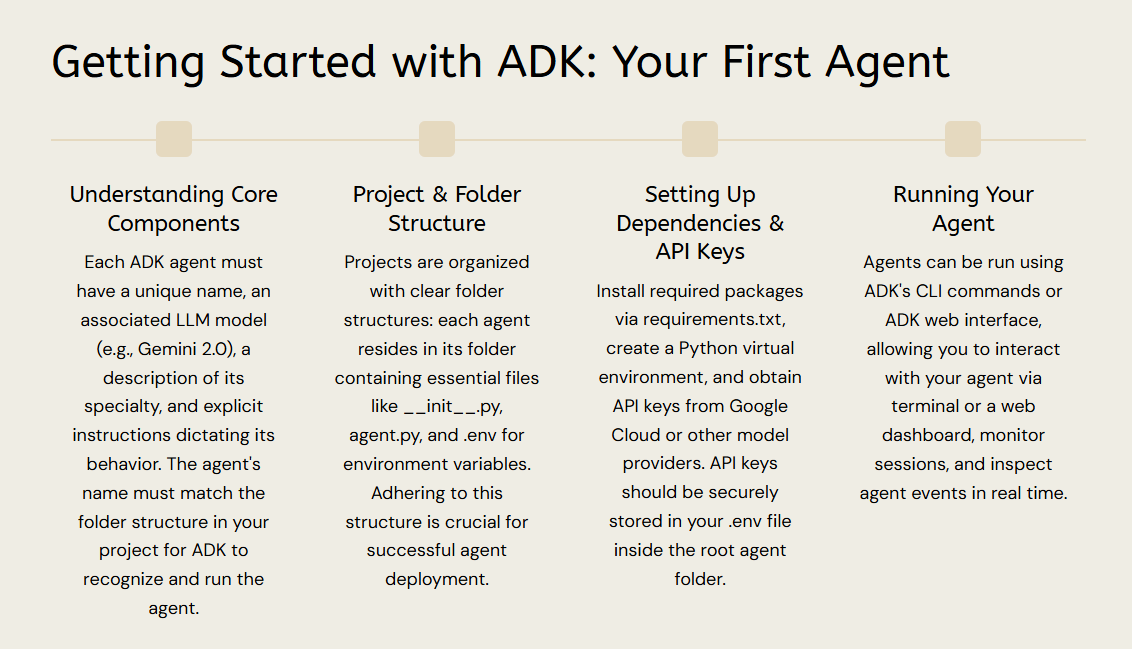 Getting Started with ADK: Your First Agent
Understanding Core
Components
Each ADK agent must
have a unique name, an
associated LLM model
(e.g., Gemini 2.0), a
description of its
specialty, and explicit
instructions dictating its
behavior. The agent's
name must match the
folder structure in your
project for ADK to
recognize and run the
agent.
Project & Folder
Structure
Projects are organized
with clear folder
structures: each agent
resides in its folder
containing essential files
like __init__.py,
agent.py, and .env for
environment variables.
Adhering to this
structure is crucial for
successful agent
deployment.
Setting Up
Dependencies &
API Keys
Install required packages
via requirements.txt,
create a Python virtual
environment, and obtain
API keys from Google
Cloud or other model
providers. API keys
should be securely
stored in your .env file
inside the root agent
folder.
Running Your
Agent
Agents can be run using
ADK's CLI commands or
ADK web interface,
allowing you to interact
with your agent via
terminal or a web
dashboard, monitor
sessions, and inspect
agent events in real time.